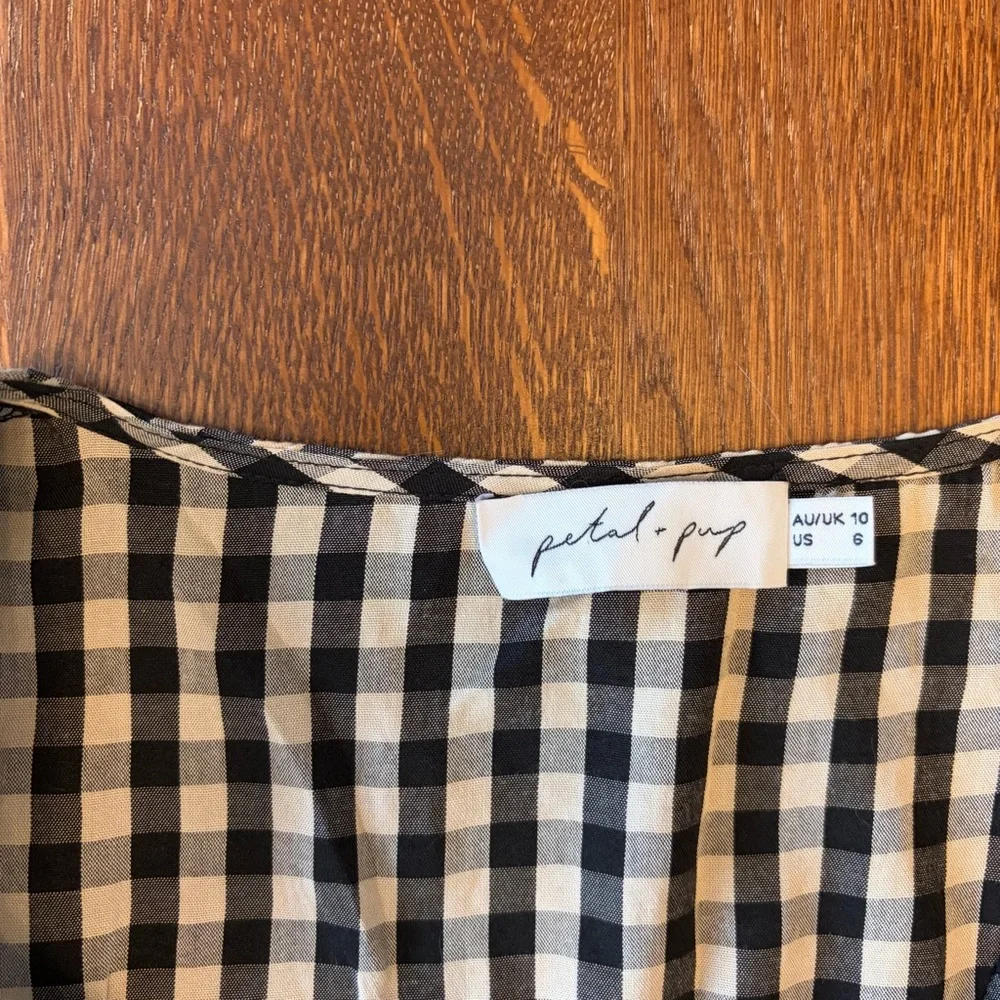 petal + pup
AU/UK 10
US 6